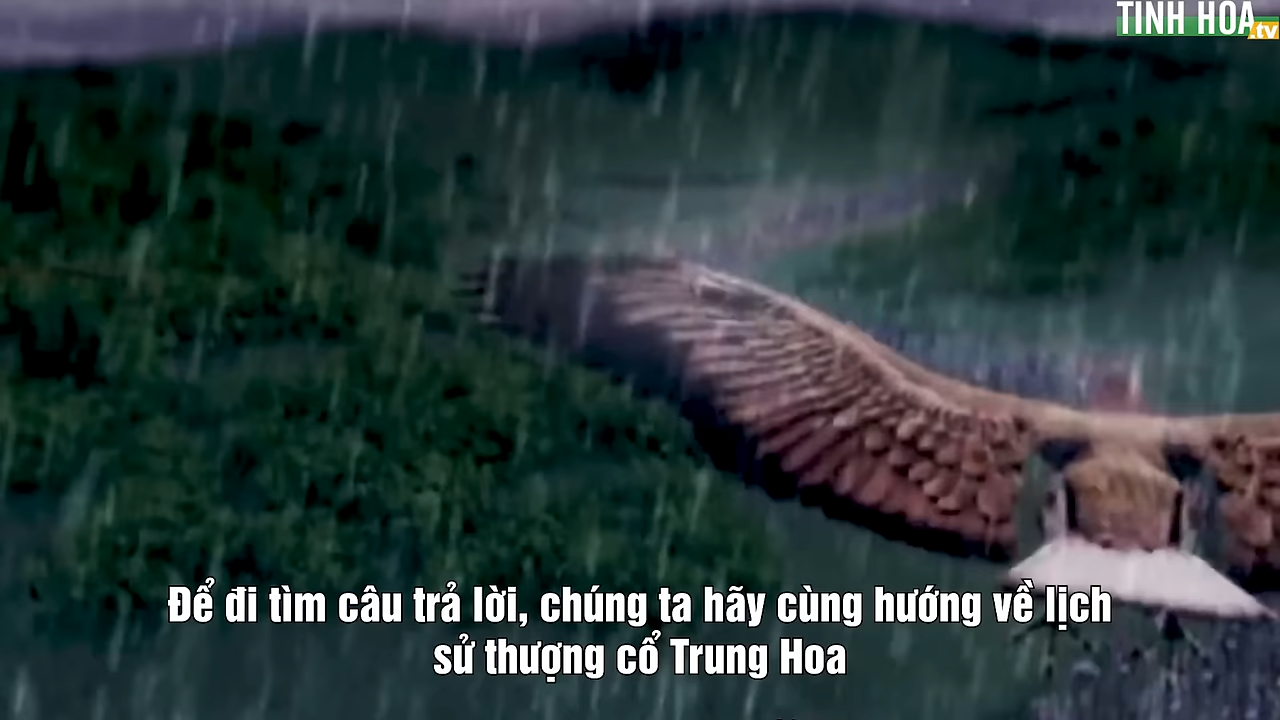 TINH HOA
.tv
Để đi tìm câu trả lời, chúng ta hãy cùng hướng về lịch
sử thượng cổ Trung Hoa